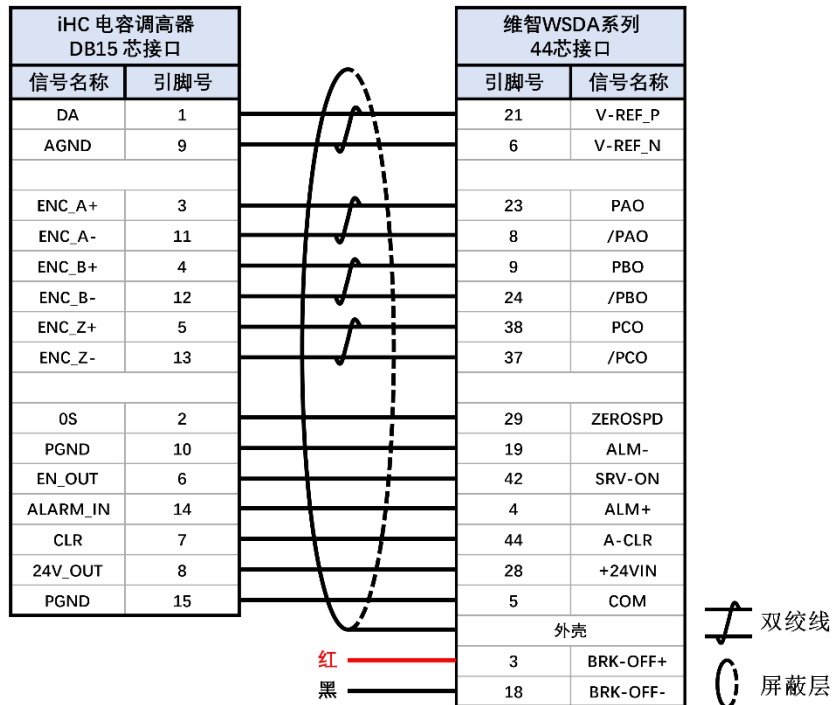 iHC 电容调高器 维智WSDA系列
DB15 芯接口 44芯接口
信号名称 引脚号 引脚号 信号名称
DA 1 21 V-REF_P
AGND 9 6 V-REF_N
ENC_A+ 3 23 PAO
ENC_A- 11 8 /PAO
ENC_B+ 4 9 PBO
ENC_B- 12 24 /PBO
ENC_Z+ 5 38 PCO
ENC_Z- 13 37 /PCO
0S 2 29 ZEROSPD
PGND 10 19 ALM-
EN_OUT 6 42 SRV-ON
ALARM_IN 14 4 ALM+
CLR 7 44 A-CLR
24V_OUT 8 28 +24VIN
PGND 15 5 COM
外壳 双绞线
红 3 BRK-OFF+
黑 18 BRK-OFF- 屏蔽层